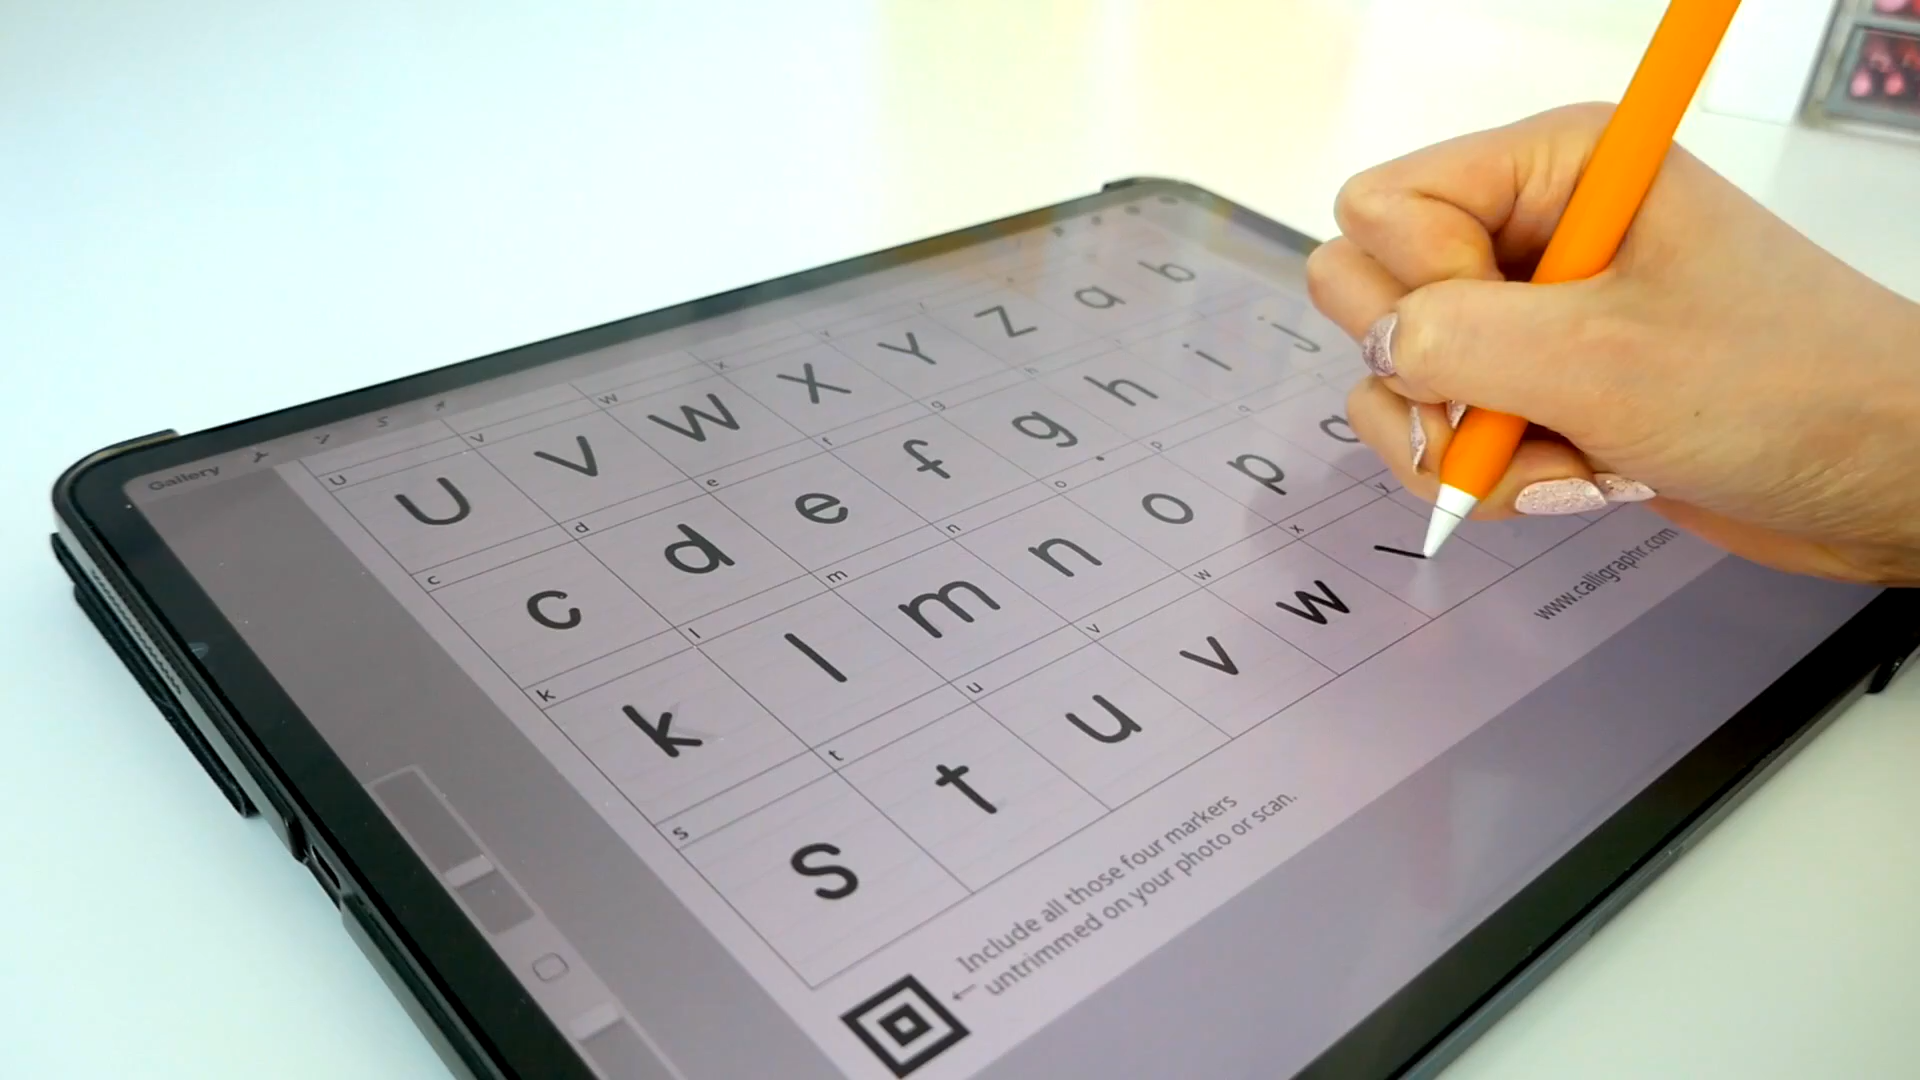 Gallery
U V W X Y
U V W X Y Z a b
c d e f g h
c d e f g h i j
k l m n o p q
k l m n o p q
s t u v w x y
s t u v w
Include all those four markers
← untrimmed on your photo or scan.
www.calligraphr.com